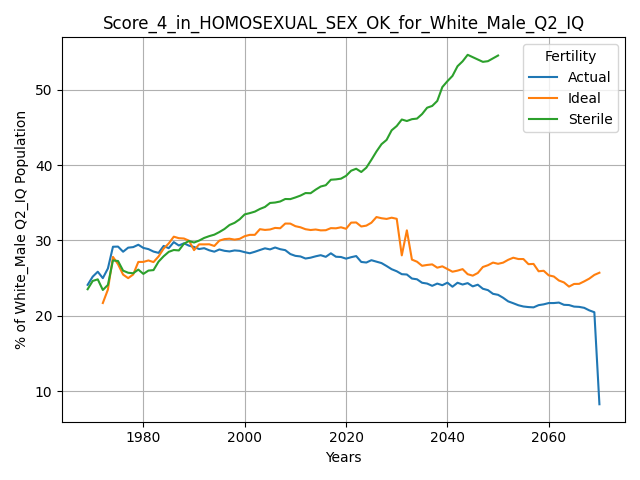 Score_4_in_HOMOSEXUAL_SEX_OK_for_White_Male_Q2_IQ
Fertility
Actual
Ideal
Sterile
% of White_Male Q2_IQ Population
50
40
30
20
10
1980
2000
2020
2040
2060
Years